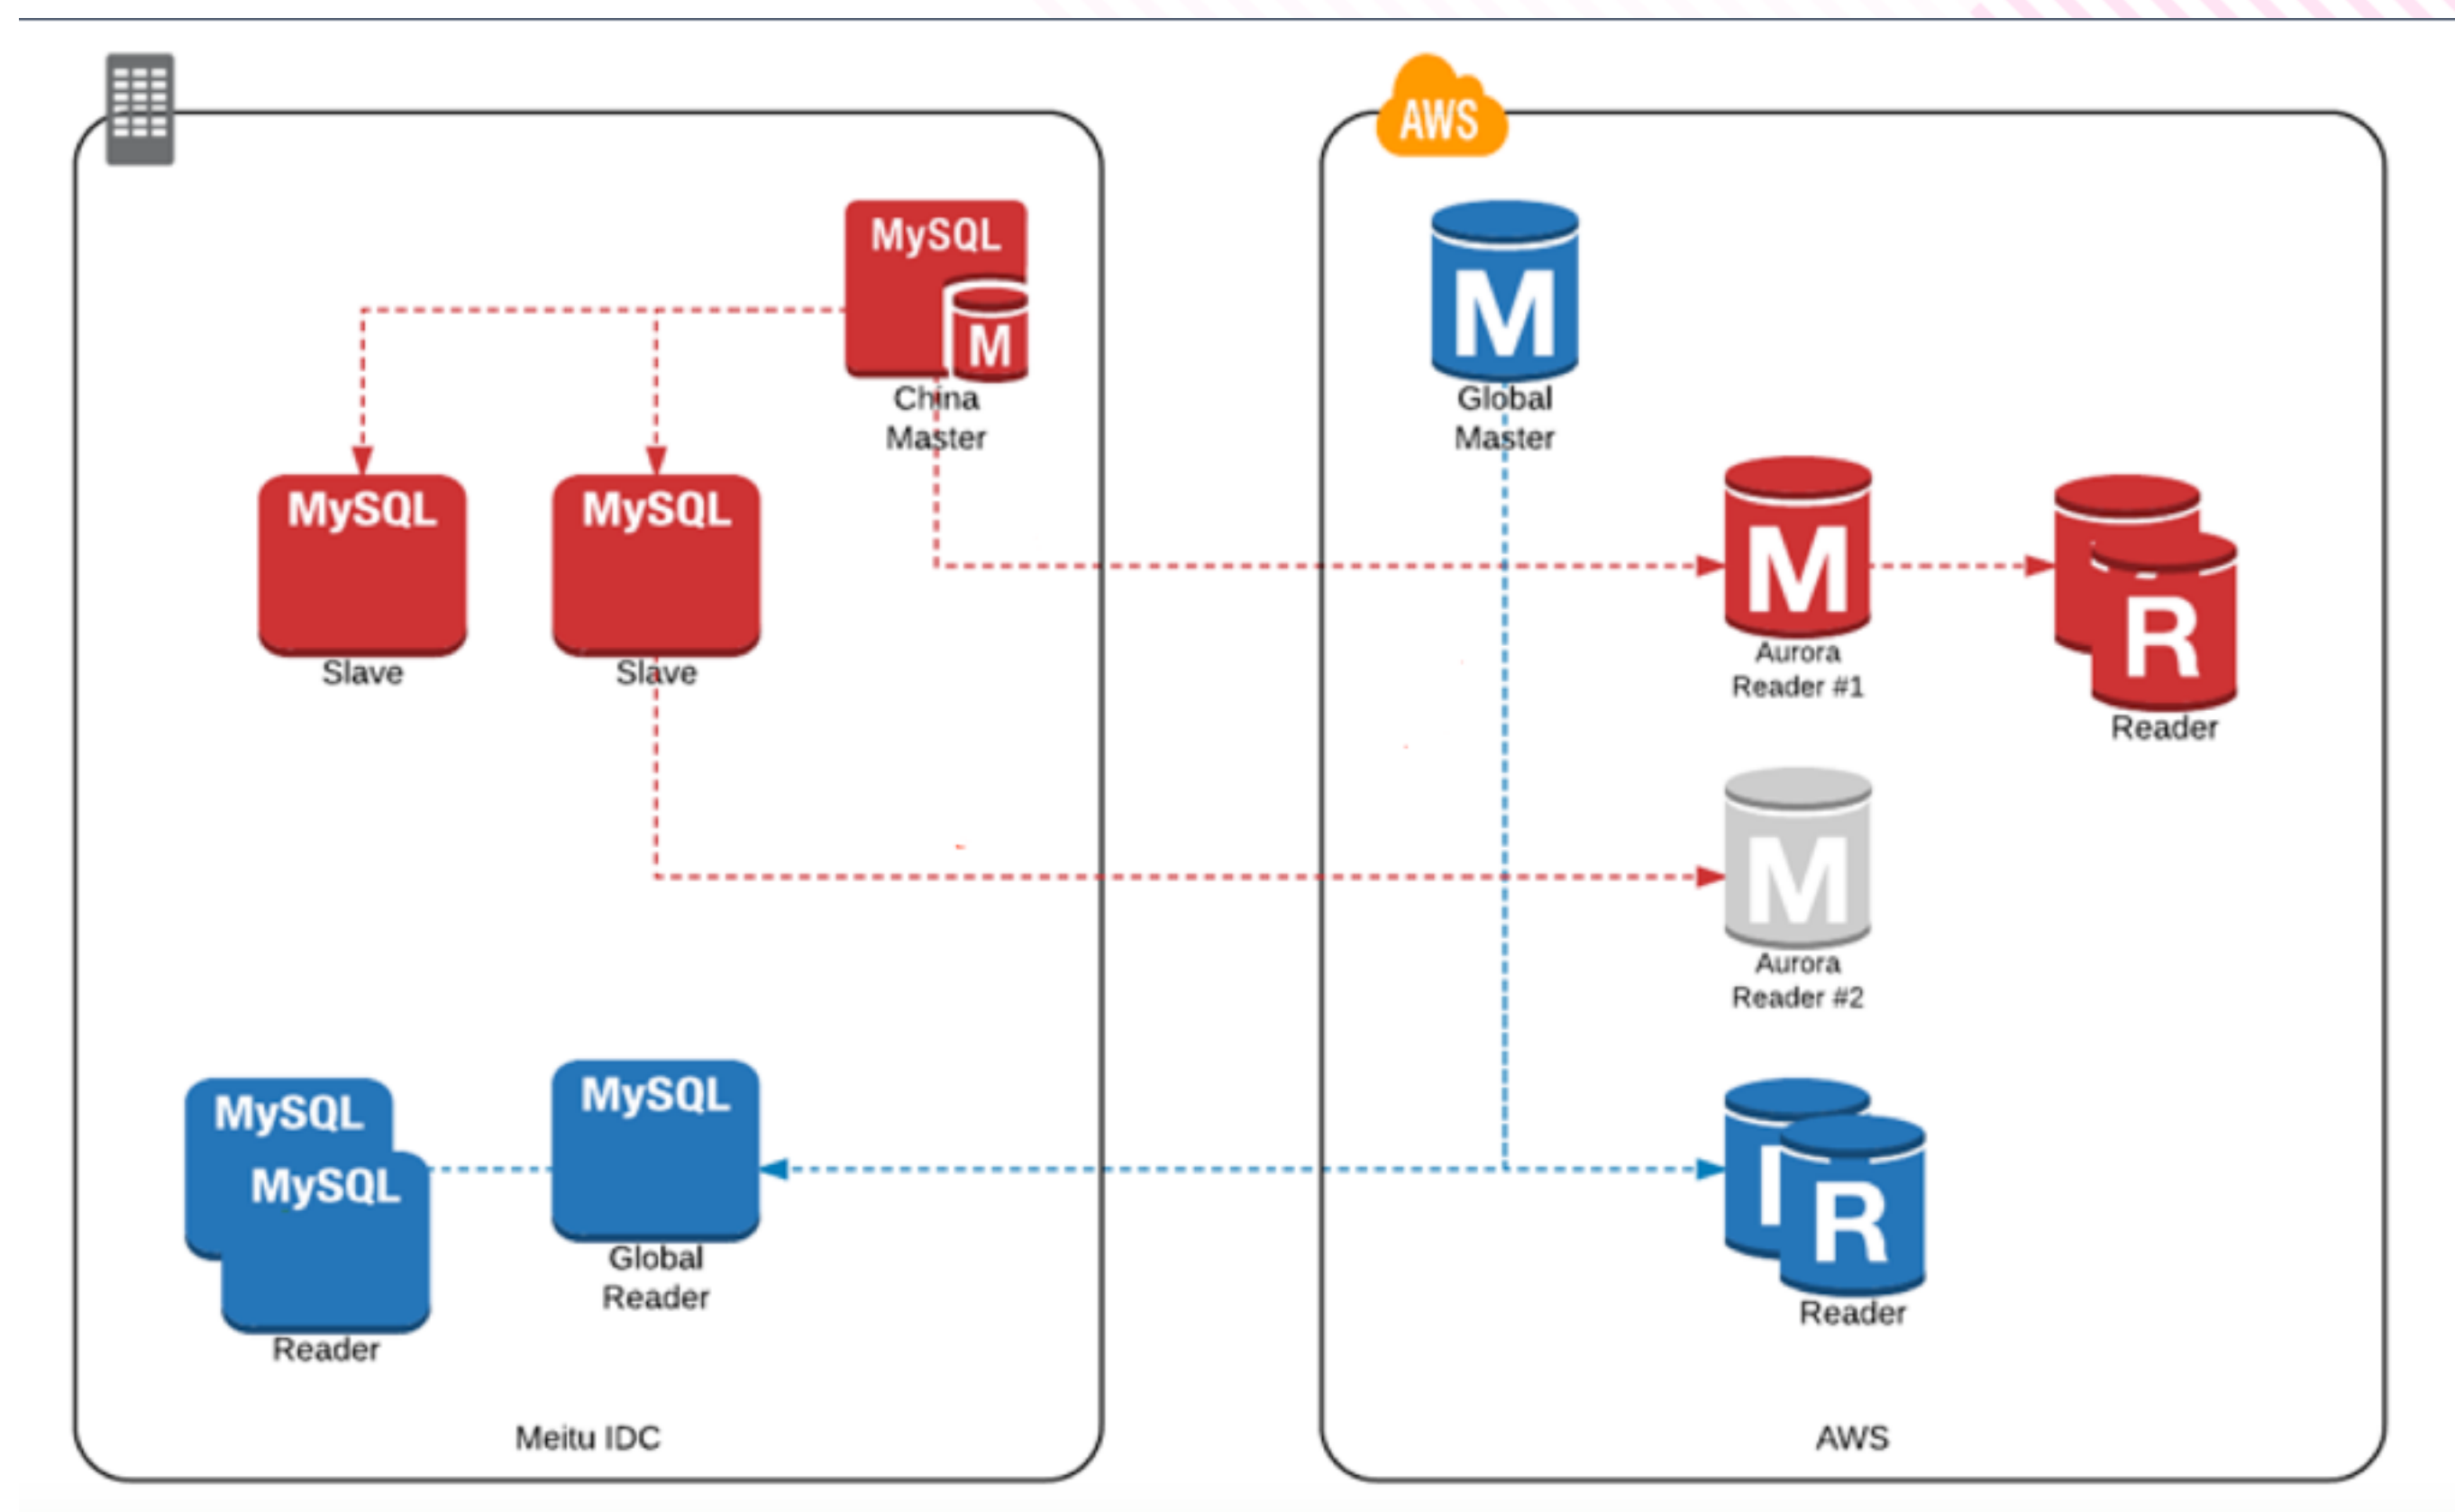 AWS
MySQL
M
China
Master
M
Global
Master
MySQL
Slave
MySQL
Slave
M
Aurora
Reader #1
R
Reader
M
Aurora
Reader #2
MySQL
MySQL
Reader
MySQL
Global
Reader
R
Reader
Meitu IDC
AWS